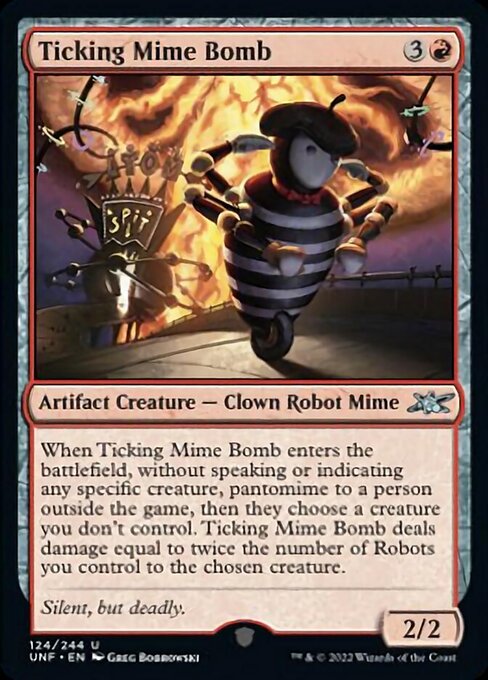 Ticking Mime Bomb 3
SPIT
Artifact Creature — Clown Robot Mime
When Ticking Mime Bomb enters the
battlefield, without speaking or indicating
any specific creature, pantomime to a person
outside the game, then they choose a creature
you don't control. Ticking Mime Bomb deals
damage equal to twice the number of Robots
you control to the chosen creature.
Silent, but deadly.
2/2
124/244 U
UNF • EN Greg Bobrowski
™ & © 2022 Wizards of the Coast